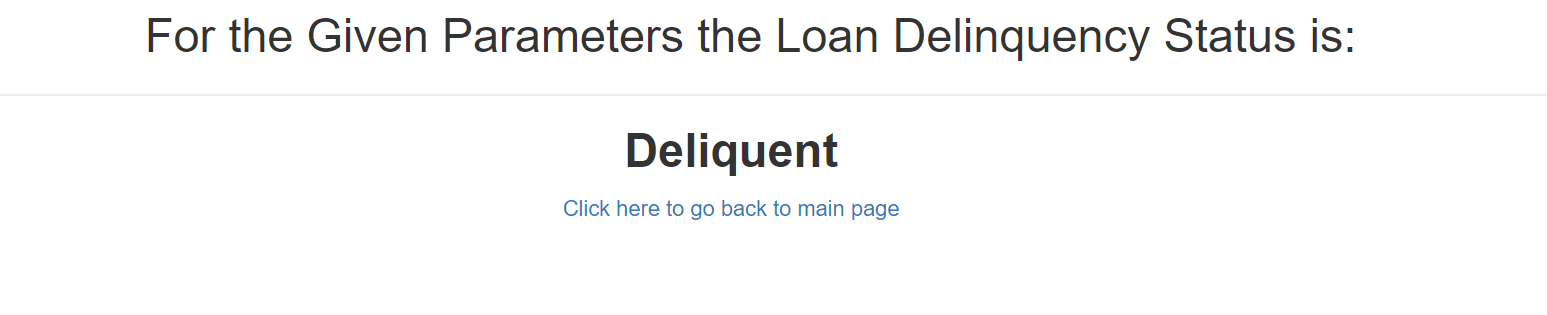 For the Given Parameters the Loan Delinquency Status is:
Deliquent
Click here to go back to main page